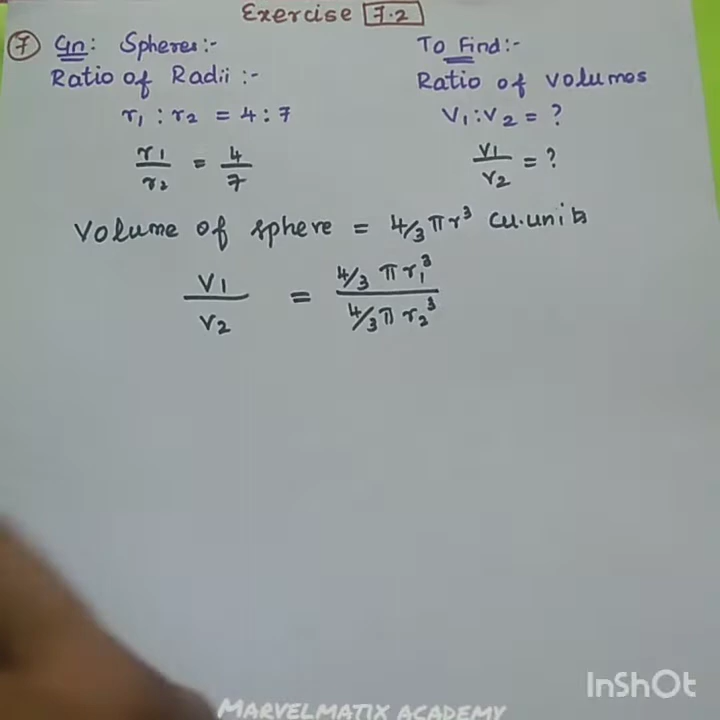 Exercise 7.2
7 Gn: Spheres:-
Ratio of Radii :-
r1 : r2 = 4 : 7
r1/r2 = 4/7
To Find:-
Ratio of volumes
V1 : V2 = ?
V1/V2 = ?
Volume of sphere = 4/3 πr³ cu.units
V1/V2 = 4/3 π r1³ / 4/3 π r2³
InShOt
MARVELMATIX ACADEMY